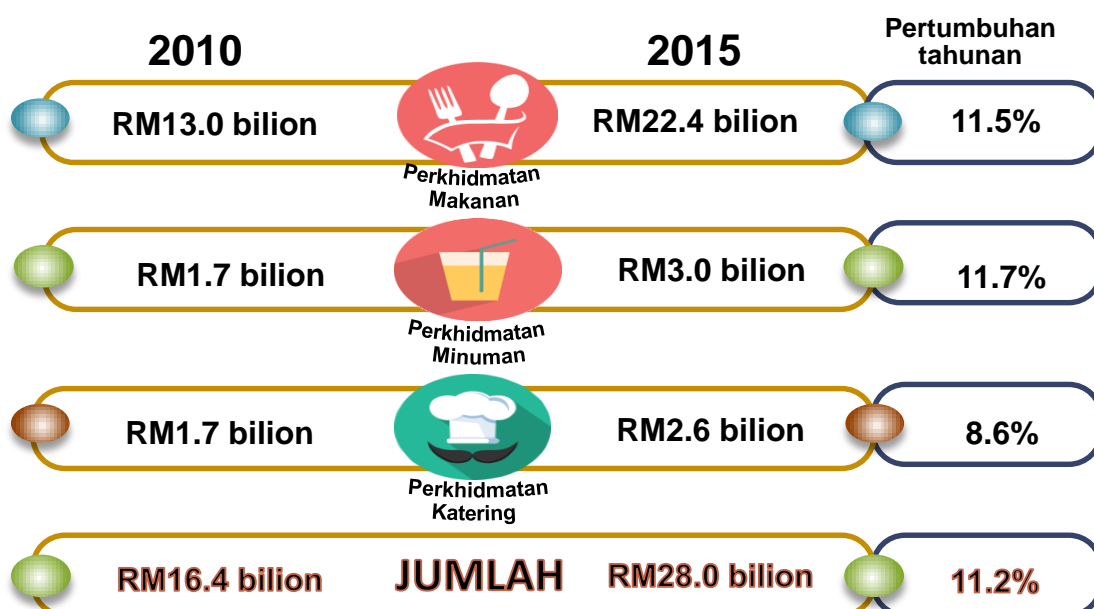 2010
2015
Pertumbuhan
tahunan
RM13.0 bilion
RM22.4 bilion
11.5%
Perkhidmatan
Makanan
RM1.7 bilion
RM3.0 bilion
11.7%
Perkhidmatan
Minuman
RM1.7 bilion
RM2.6 bilion
8.6%
Perkhidmatan
Katering
RM16.4 bilion
JUMLAH
RM28.0 bilion
11.2%